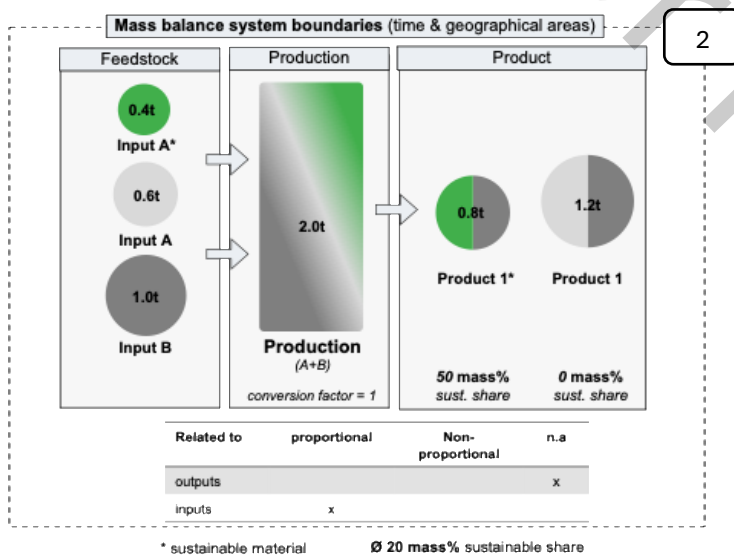 Mass balance system boundaries (time & geographical areas)
2
Feedstock
Production
Product
0.4t
Input A*
0.6t
Input A
1.0t
Input B
2.0t
Production
(A+B)
conversion factor = 1
0.8t
1.2t
Product 1*
Product 1
50 mass%
sust. share
0 mass%
sust. share
Related to proportional Non-proportional n.a
outputs x
inputs x
* sustainable material Ø 20 mass% sustainable share